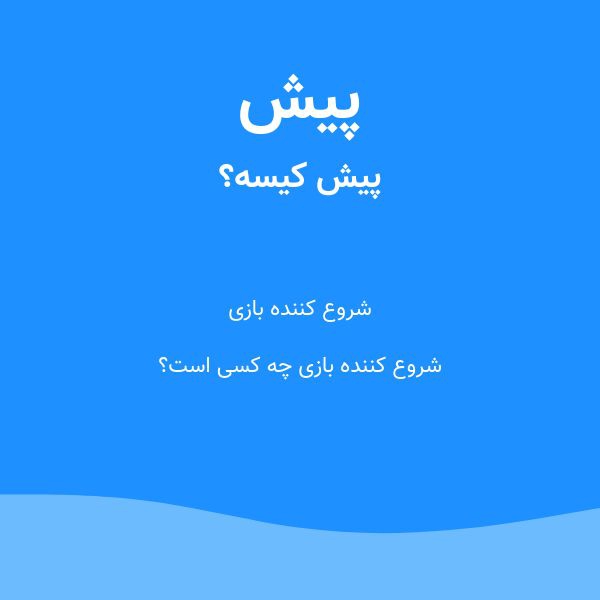 پیش
پیش کیسه؟
شروع کننده بازی
شروع کننده بازی چه کسی است؟